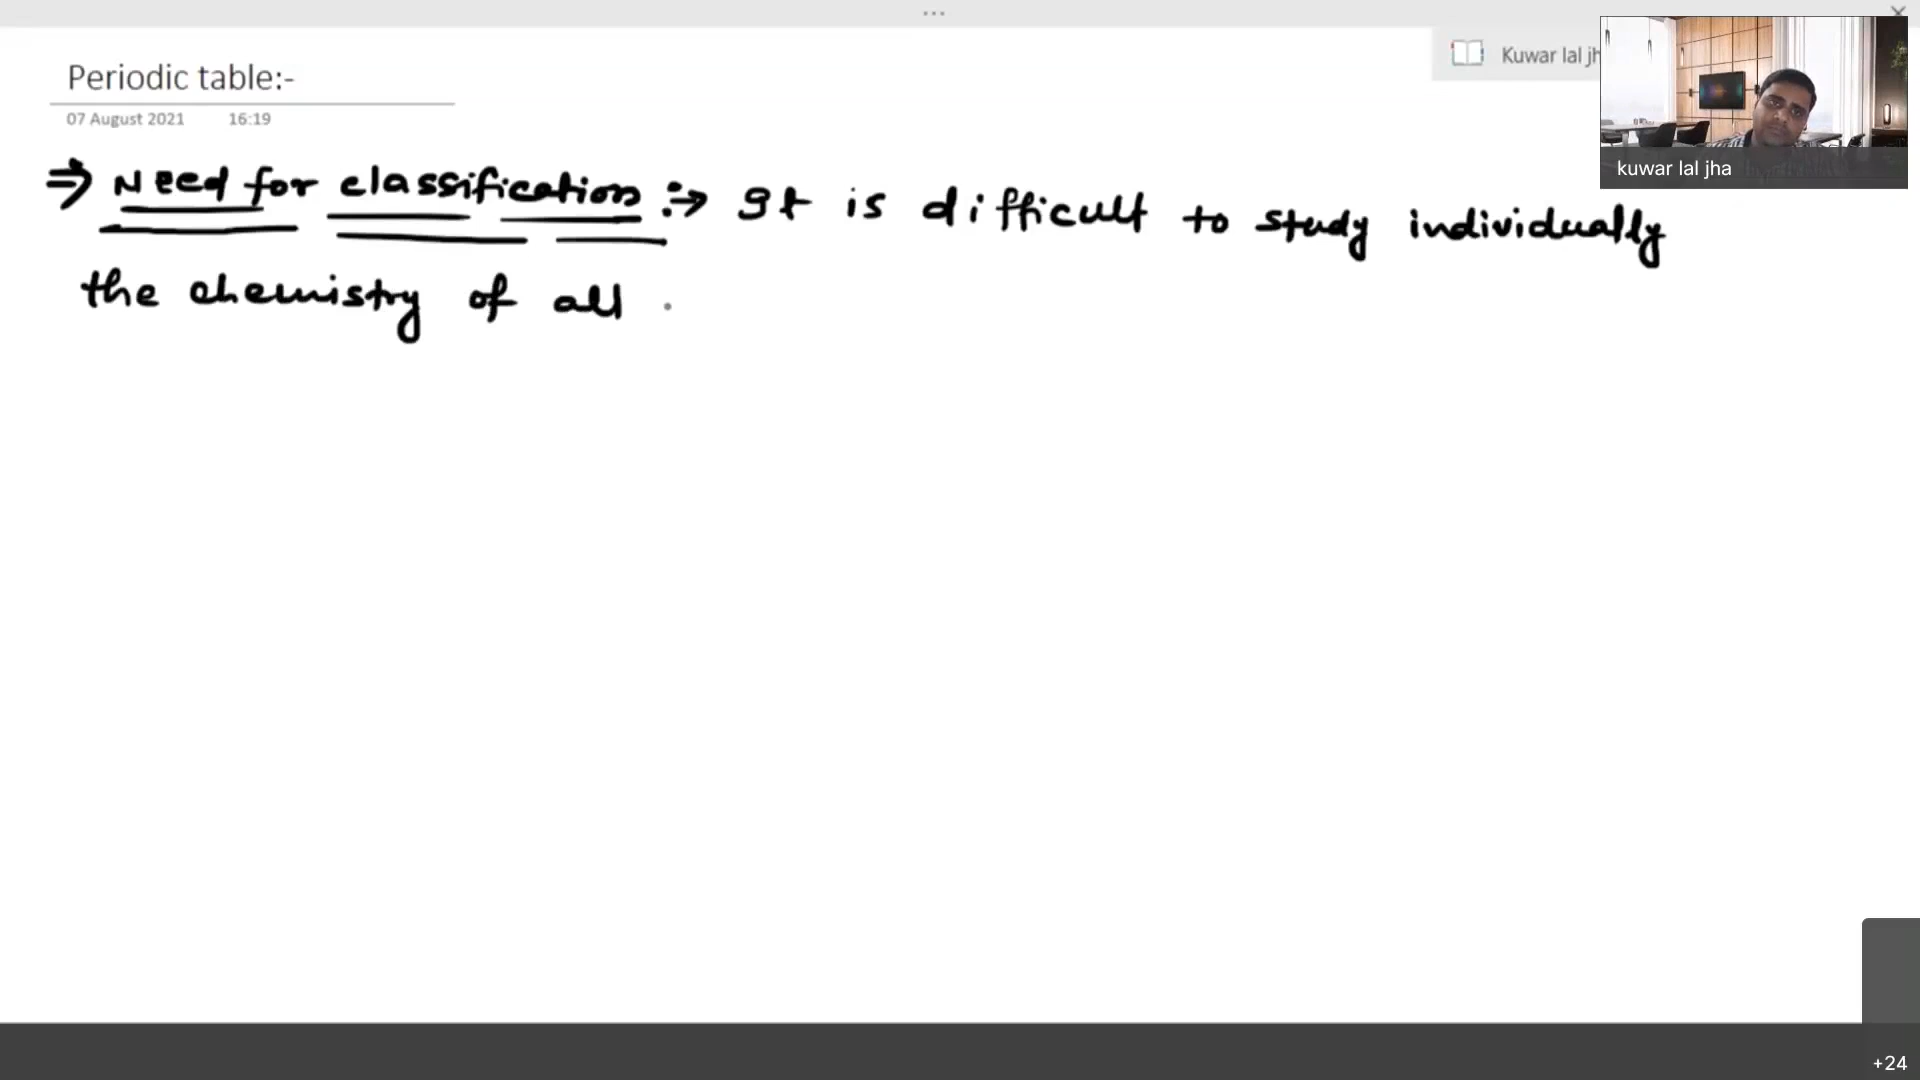 Kuwar lal jh
Periodic table:-
07 August 2021 16:19
kuwar lal jha
⇒ Need for classification :→ It is difficult to study individually
the chemistry of all
+24